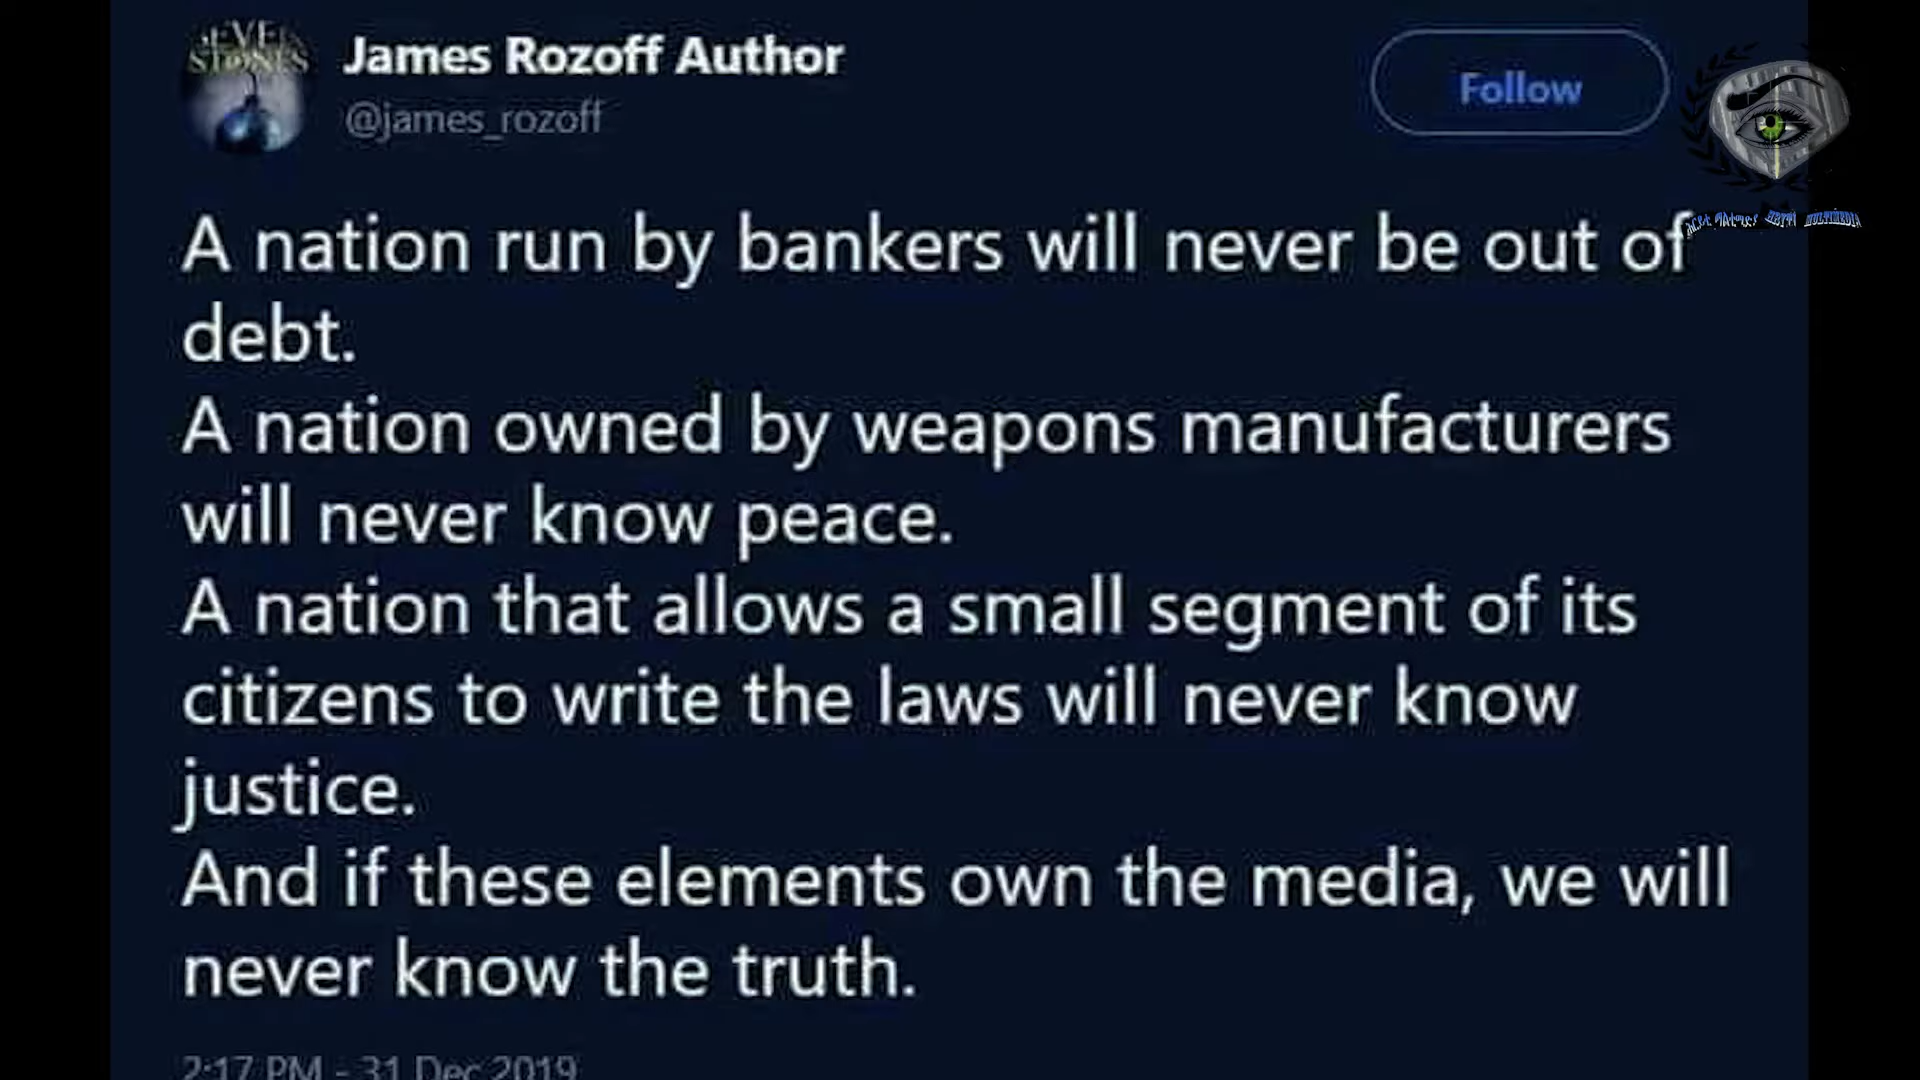 SEVEN
STONES
James Rozoff Author
@james_rozoff
Follow
A nation run by bankers will never be out of
debt.
A nation owned by weapons manufacturers
will never know peace.
A nation that allows a small segment of its
citizens to write the laws will never know
justice.
And if these elements own the media, we will
never know the truth.
2:17 PM - 31 Dec 2019
MULTIMEDIA